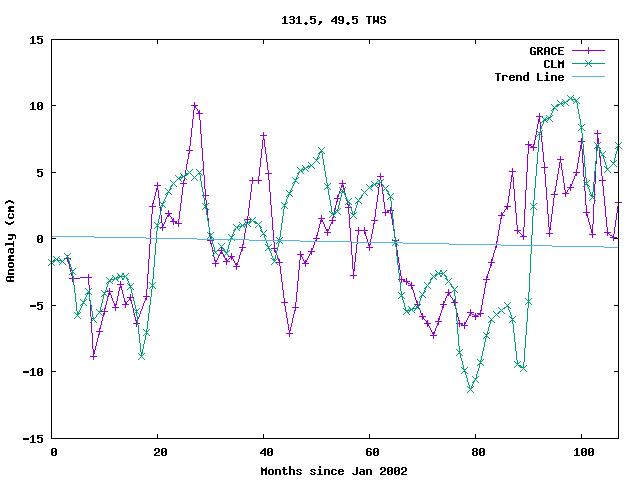 131.5, 49.5 TWS
GRACE
CLM
Trend Line
15
10
5
0
-5
-10
-15
Anomaly (cm)
0 20 40 60 80 100
Months since Jan 2002